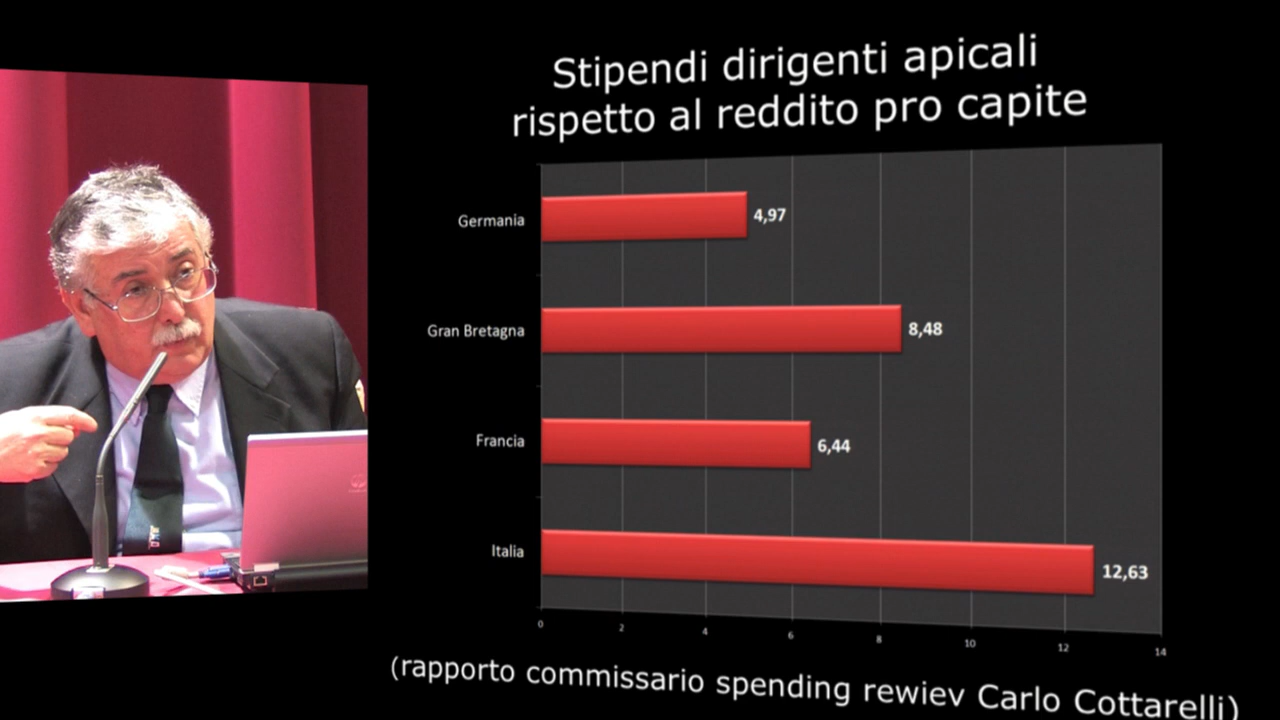 Stipendi dirigenti apicali
rispetto al reddito pro capite
Germania
4,97
Gran Bretagna
8,48
Francia
6,44
Italia
12,63
0 2 4 6 8 10 12 14
(rapporto commissario spending rewiev Carlo Cottarelli)